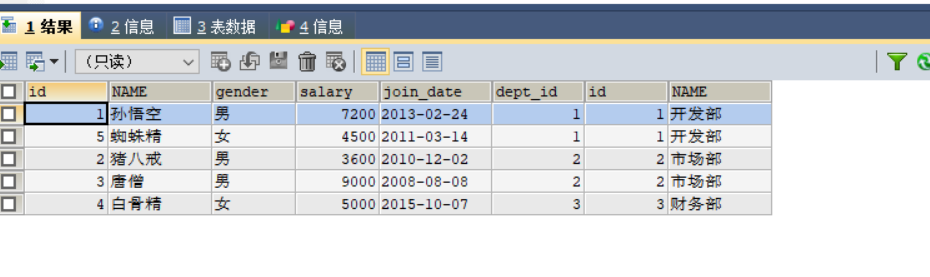 1 结果 2 信息 3 表数据 4 信息
（只读）
id NAME gender salary join_date dept_id id NAME
1 孙悟空 男 7200 2013-02-24 1 1 开发部
5 蜘蛛精 女 4500 2011-03-14 1 1 开发部
2 猪八戒 男 3600 2010-12-02 2 2 市场部
3 唐僧 男 9000 2008-08-08 2 2 市场部
4 白骨精 女 5000 2015-10-07 3 3 财务部